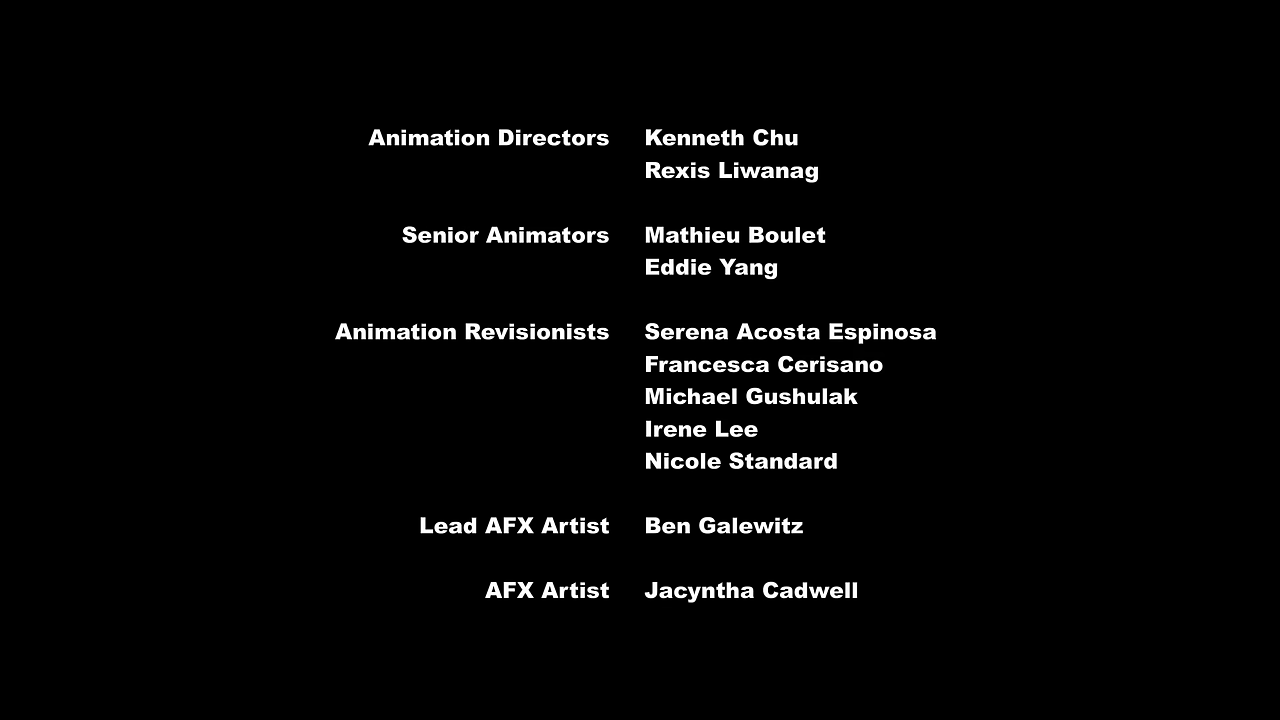 Animation Directors Kenneth Chu
Rexis Liwanag
Senior Animators Mathieu Boulet
Eddie Yang
Animation Revisionists Serena Acosta Espinosa
Francesca Cerisano
Michael Gushulak
Irene Lee
Nicole Standard
Lead AFX Artist Ben Galewitz
AFX Artist Jacyntha Cadwell